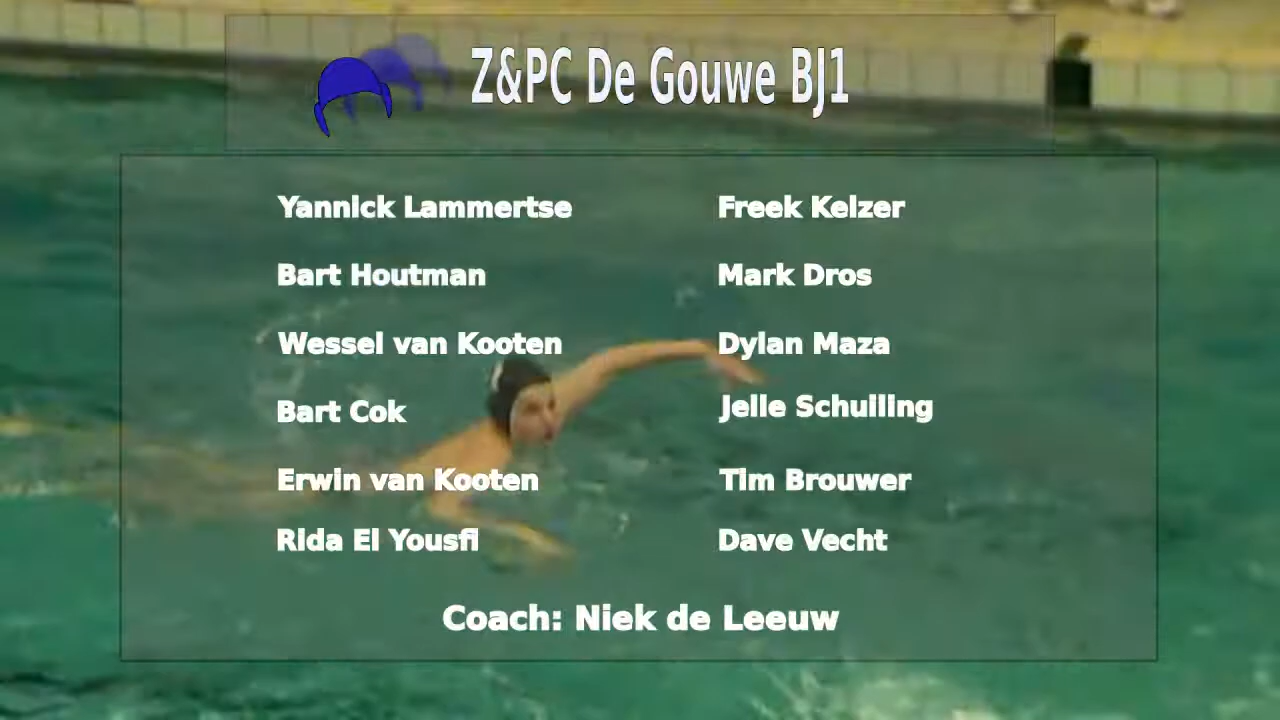 Z&PC De Gouwe BJ1
Yannick Lammertse
Freek Kelzer
Bart Houtman
Mark Dros
Wessel van Kooten
Dylan Maza
Bart Cok
Jelle Schuiling
Erwin van Kooten
Tim Brouwer
Rida El Yousfi
Dave Vecht
Coach: Niek de Leeuw